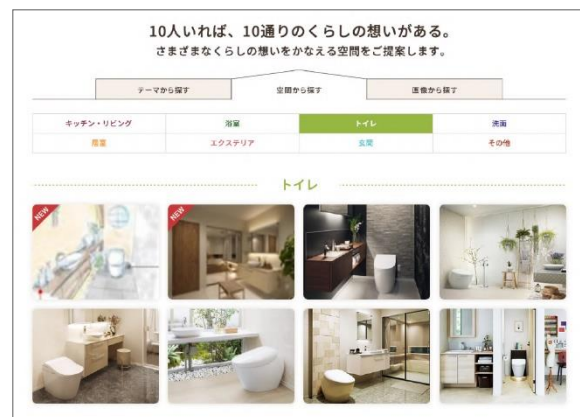 10人いれば、10通りのくらしの想いがある。
さまざまなくらしの想いをかなえる空間をご提案します。
テーマから探す
空間から探す
画像から探す
キッチン・リビング
浴室
トイレ
洗面
寝室
エクステリア
玄関
その他
トイレ
NEW
NEW